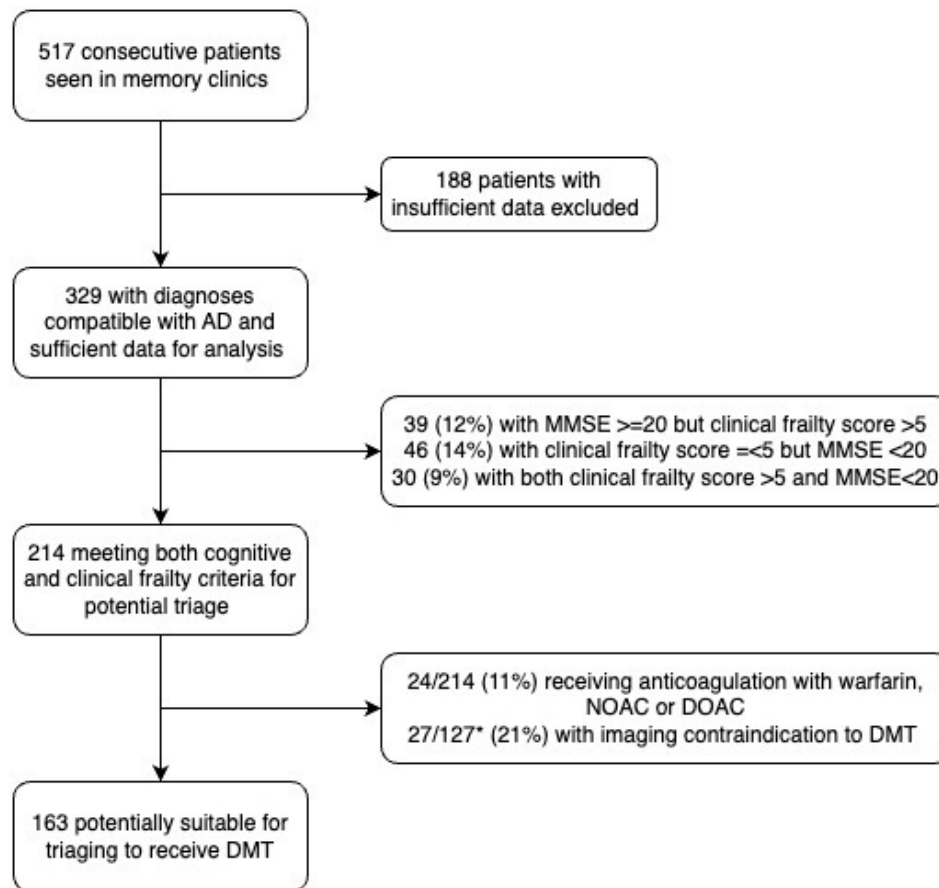 517 consecutive patients
seen in memory clinics
188 patients with
insufficient data excluded
329 with diagnoses
compatible with AD and
sufficient data for analysis
39 (12%) with MMSE >=20 but clinical frailty score >5
46 (14%) with clinical frailty score =<5 but MMSE <20
30 (9%) with both clinical frailty score >5 and MMSE<20
214 meeting both cognitive
and clinical frailty criteria for
potential triage
24/214 (11%) receiving anticoagulation with warfarin,
NOAC or DOAC
27/127* (21%) with imaging contraindication to DMT
163 potentially suitable for
triaging to receive DMT